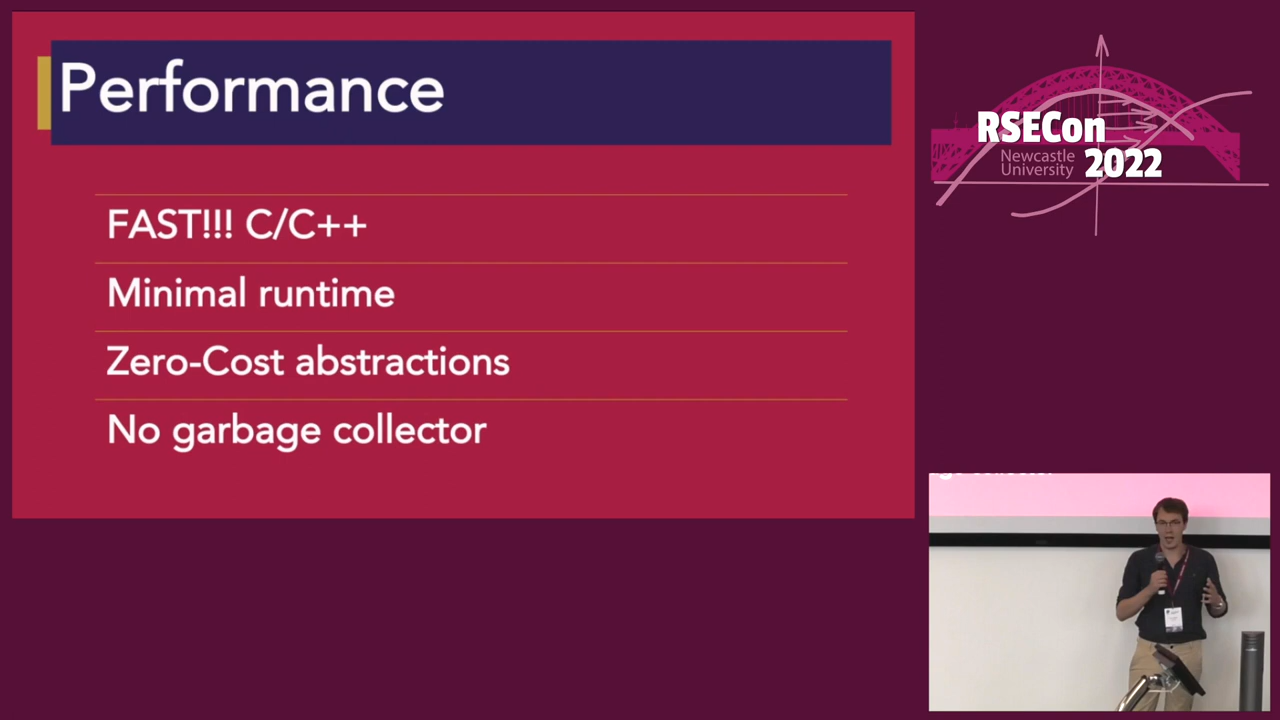 Performance
FAST!!! C/C++
Minimal runtime
Zero-Cost abstractions
No garbage collector
RSECon
Newcastle
University
2022